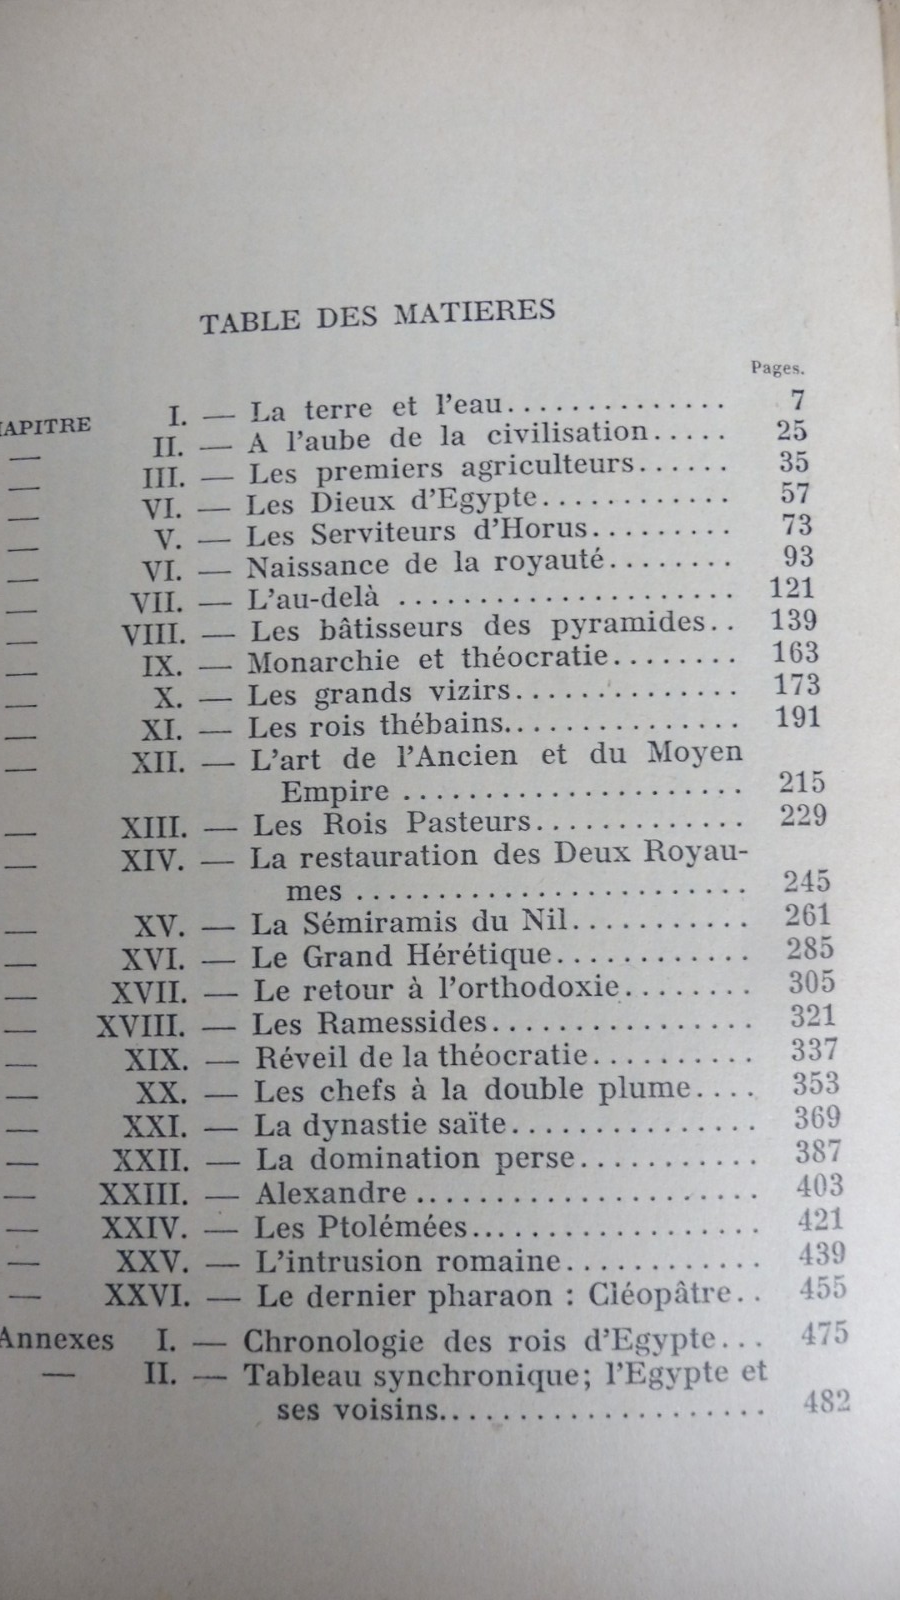 TABLE DES MATIERES
Pages.
APITRE I. — La terre et l'eau.............. 7
— II. — A l'aube de la civilisation..... 25
— III. — Les premiers agriculteurs...... 35
— VI. — Les Dieux d'Egypte............ 57
— V. — Les Serviteurs d'Horus......... 73
— VI. — Naissance de la royauté........ 93
— VII. — L'au-delà ...................... 121
— VIII. — Les bâtisseurs des pyramides.. 139
— IX. — Monarchie et théocratie........ 163
— X. — Les grands vizirs.............. 173
— XI. — Les rois thébains............... 191
— XII. — L'art de l'Ancien et du Moyen
Empire ...................... 215
— XIII. — Les Rois Pasteurs............. 229
— XIV. — La restauration des Deux Royau-
mes ......................... 245
— XV. — La Sémiramis du Nil........... 261
— XVI. — Le Grand Hérétique............ 285
— XVII. — Le retour à l'orthodoxie........ 305
— XVIII. — Les Ramessides................. 321
— XIX. — Réveil de la théocratie.......... 337
— XX. — Les chefs à la double plume.... 353
— XXI. — La dynastie saïte............... 369
— XXII. — La domination perse........... 387
— XXIII. — Alexandre ..................... 403
— XXIV. — Les Ptolémées.................. 421
— XXV. — L'intrusion romaine............ 439
— XXVI. — Le dernier pharaon : Cléopâtre.. 455
Annexes I. — Chronologie des rois d'Egypte... 475
— II. — Tableau synchronique; l'Egypte et
ses voisins..................... 482